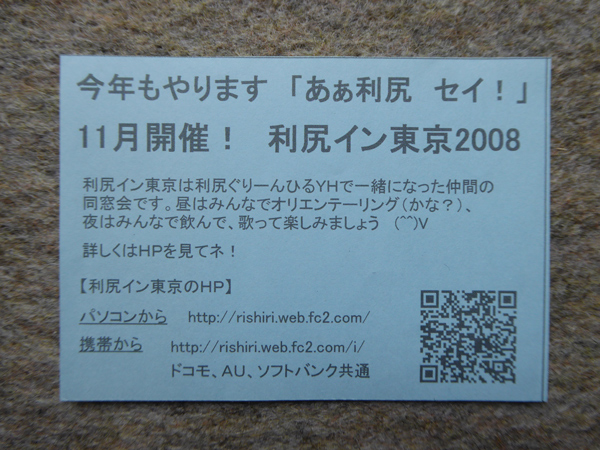 今年もやります 「あぁ利尻 セイ！」
11月開催！ 利尻イン東京2008
利尻イン東京は利尻ぐりーんひるYHで一緒になった仲間の
同窓会です。昼はみんなでオリエンテーリング（かな？）、
夜はみんなで飲んで、歌って楽しみましょう (^^)V
詳しくはHPを見てネ！
【利尻イン東京のHP】
パソコンから http://rishiri.web.fc2.com/
携帯から http://rishiri.web.fc2.com/i/
ドコモ、AU、ソフトバンク共通